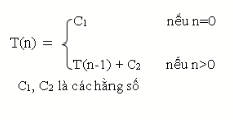 C₁ nếu n=0
T(n) =
T(n-1) + C₂ nếu n>0
C₁, C₂ là các hằng số